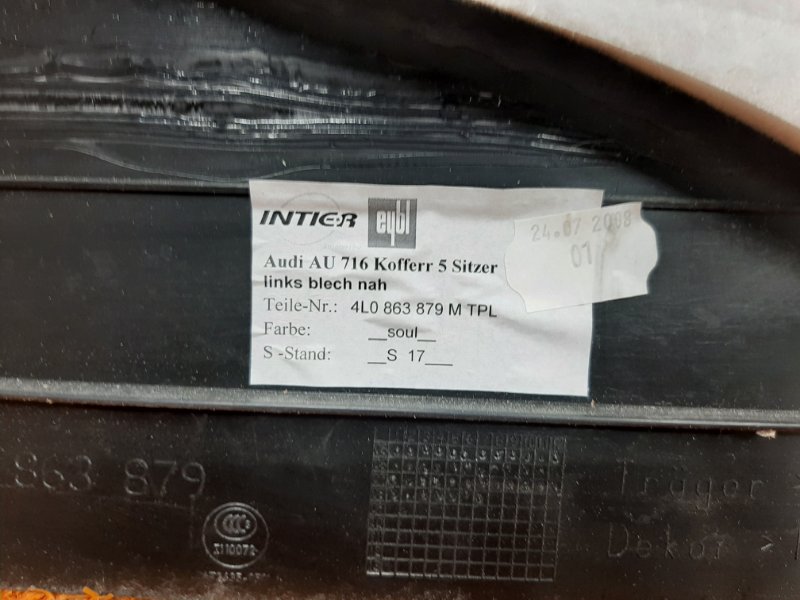 INTIER eybl
24.07 2008
01
Audi AU 716 Kofferr 5 Sitzer
links blech nah
Teile-Nr.: 4L0 863 879 M TPL
Farbe: __soul__
S -Stand: __S 17___
863 879
Träger >
Dekor >